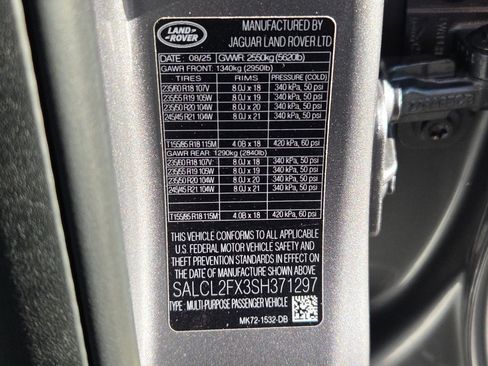 LAND ROVER
MANUFACTURED BY
JAGUAR LAND ROVER LTD
DATE : 08/25 GVWR: 2550kg (5620lb)
GAWR FRONT: 1340kg (2950lb)
TIRES RIMS PRESSURE (COLD)
235/60 R18 107V 8.0J x 18 340 kPa, 50 psi
235/55 R19 105W 8.0J x 19 340 kPa, 50 psi
235/50 R20 104W 8.0J x 20 340 kPa, 50 psi
245/45 R21 104W 8.0J x 21 340 kPa, 50 psi
T155/85 R18 115M 4.0B x 18 420 kPa, 60 psi
GAWR REAR: 1290kg (2840lb)
235/60 R18 107V 8.0J x 18 340 kPa, 50 psi
235/55 R19 105W 8.0J x 19 340 kPa, 50 psi
235/50 R20 104W 8.0J x 20 340 kPa, 50 psi
245/45 R21 104W 8.0J x 21 340 kPa, 50 psi
T155/85 R18 115M 4.0B x 18 420 kPa, 60 psi
THIS VEHICLE CONFORMS TO ALL APPLICABLE
U.S. FEDERAL MOTOR VEHICLE SAFETY AND
THEFT PREVENTION STANDARDS IN EFFECT ON
THE DATE OF MANUFACTURE SHOWN ABOVE
SALCL2FX3SH371297
TYPE: MULTI-PURPOSE PASSENGER VEHICLE
MK72-1532-DB